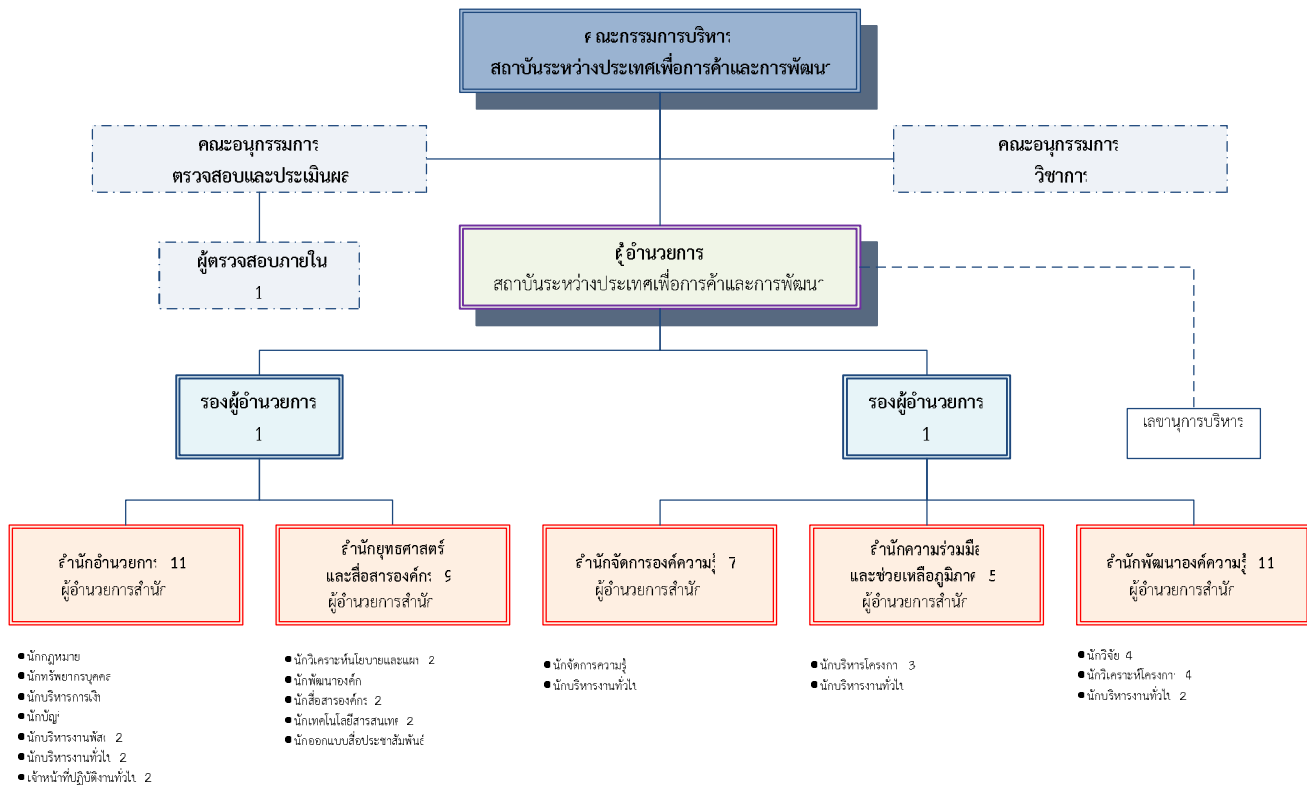 คณะกรรมการบริหาร
สถาบันระหว่างประเทศเพื่อการค้าและการพัฒนา
คณะอนุกรรมการ
ตรวจสอบและประเมินผล
คณะอนุกรรมการ
วิชาการ
ผู้ตรวจสอบภายใน
1
ผู้อำนวยการ
สถาบันระหว่างประเทศเพื่อการค้าและการพัฒนา
รองผู้อำนวยการ
1
รองผู้อำนวยการ
1
เลขานุการบริหาร
สำนักอำนวยการ 11
ผู้อำนวยการสำนัก
สำนักยุทธศาสตร์
และสื่อสารองค์กร 9
ผู้อำนวยการสำนัก
สำนักจัดการองค์ความรู้ 7
ผู้อำนวยการสำนัก
สำนักความร่วมมือ
และช่วยเหลือภูมิภาค 5
ผู้อำนวยการสำนัก
สำนักพัฒนาองค์ความรู้ 11
ผู้อำนวยการสำนัก
นักกฎหมาย
นักทรัพยากรบุคคล
นักบริหารการเงิน
นักบัญชี
นักบริหารงานพัสดุ 2
นักบริหารงานทั่วไป 2
เจ้าหน้าที่ปฏิบัติงานทั่วไป 2
นักวิเคราะห์นโยบายและแผน 2
นักพัฒนาองค์กร
นักสื่อสารองค์กร 2
นักเทคโนโลยีสารสนเทศ 2
นักออกแบบสื่อประชาสัมพันธ์
นักจัดการความรู้
นักบริหารงานทั่วไป
นักบริหารโครงการ 3
นักบริหารงานทั่วไป
นักวิจัย 4
นักวิเคราะห์โครงการ 4
นักบริหารงานทั่วไป 2